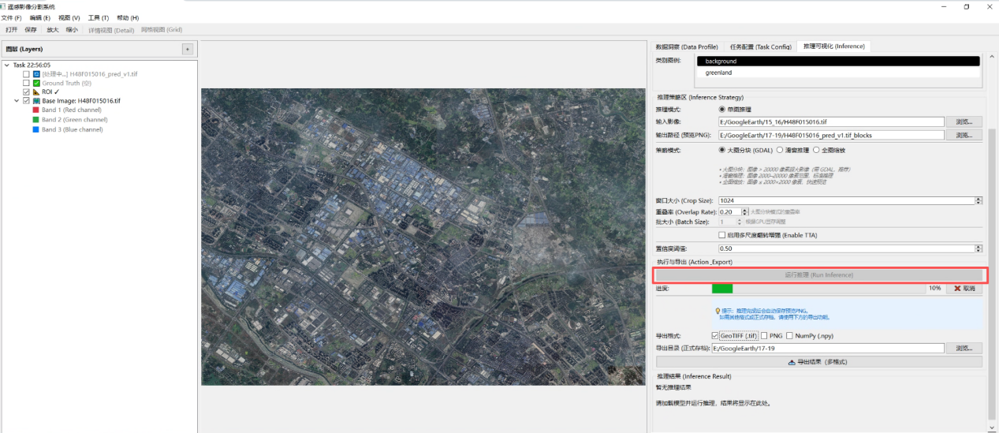 遥感影像分割系统
文件 (F) 编辑 (E) 视图 (V) 工具 (T) 帮助 (H)
打开 保存 放大 缩小 详情视图 (Detail) 网格视图 (Grid)
图层 (Layers) +
Task 22:56:05
[处理中...] H48F015016_pred_v1.tif
Ground Truth (空)
ROI ✓
Base Image: H48F015016.tif
Band 1 (Red channel)
Band 2 (Green channel)
Band 3 (Blue channel)
数据洞察 (Data Profile) 任务配置 (Task Config) 推理可视化 (Inference)
类别图例: background
greenland
推理策略区 (Inference Strategy)
推理模式: 单图推理
输入影像: E:/GoogleEarth/15_16/H48F015016.tif 浏览...
输出路径 (预览PNG): E:/GoogleEarth/17-19/H48F015016_pred_v1.tif_blocks 浏览...
策略模式: 大图分块 (GDAL) 滑窗推理 全图缩放
• 大图分块: 图像 > 20000 像素超大影像 (需 GDAL, 推荐)
• 滑窗推理: 图像 2000-20000 像素范围, 标准推理
• 全图缩放: 图像 ≤ 2000×2000 像素, 快速预览
窗口大小 (Crop Size): 1024
重叠率 (Overlap Rate): 0.20 大图分块模式的重叠率
批大小 (Batch Size): 1 根据GPU显存调整
启用多尺度翻转增强 (Enable TTA)
置信度阈值: 0.50
执行与导出 (Action _Export)
运行推理 (Run Inference)
进度: 10% 取消
提示: 推理完成后会自动保存预览PNG。
如需其他格式或正式存档, 请使用下方的导出功能。
导出格式: GeoTIFF (.tif) PNG NumPy (.npy)
导出目录 (正式存档): E:/GoogleEarth/17-19 浏览...
导出结果 (多格式)
推理结果 (Inference Result)
暂无推理结果
请加载模型并运行推理, 结果将显示在此处。